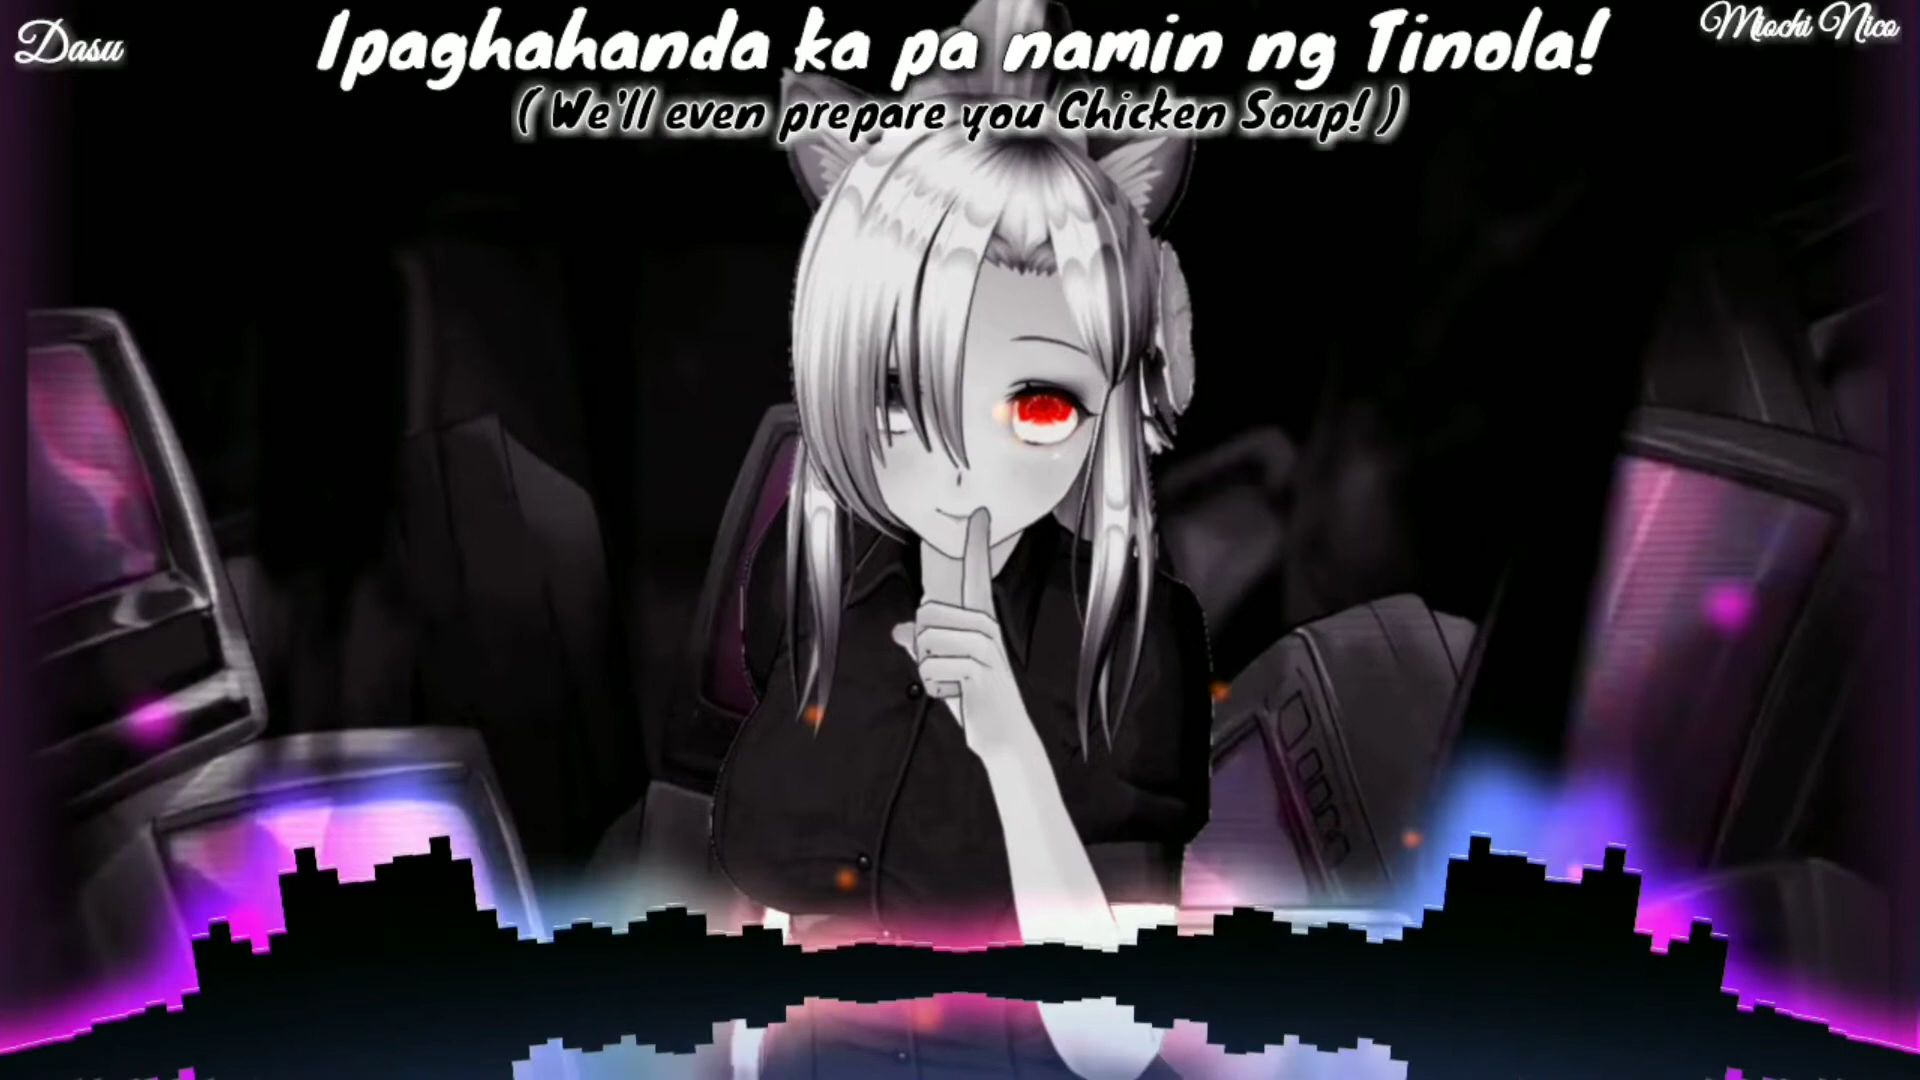 Dasu
Ipaghahanda ka pa namin ng Tinola!
Miochi Nico
( We'll even prepare you Chicken Soup! )